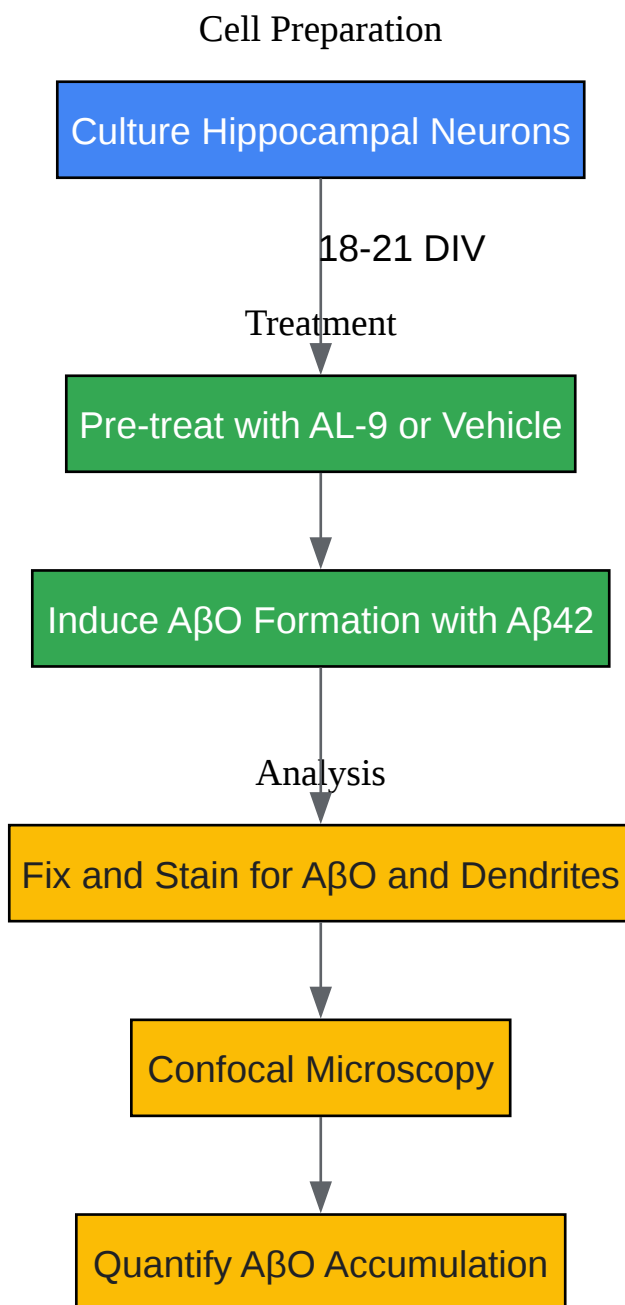 Cell Preparation
Culture Hippocampal Neurons
18-21 DIV
Treatment
Pre-treat with AL-9 or Vehicle
Induce AβO Formation with Aβ42
Analysis
Fix and Stain for AβO and Dendrites
Confocal Microscopy
Quantify AβO Accumulation